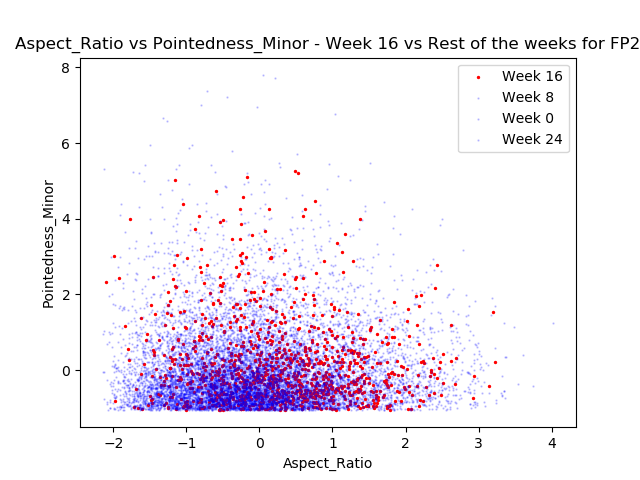 Aspect_Ratio vs Pointedness_Minor - Week 16 vs Rest of the weeks for FP2
Week 16
Week 8
Week 0
Week 24
Pointedness_Minor
8
6
4
2
0
−2 −1 0 1 2 3 4
Aspect_Ratio